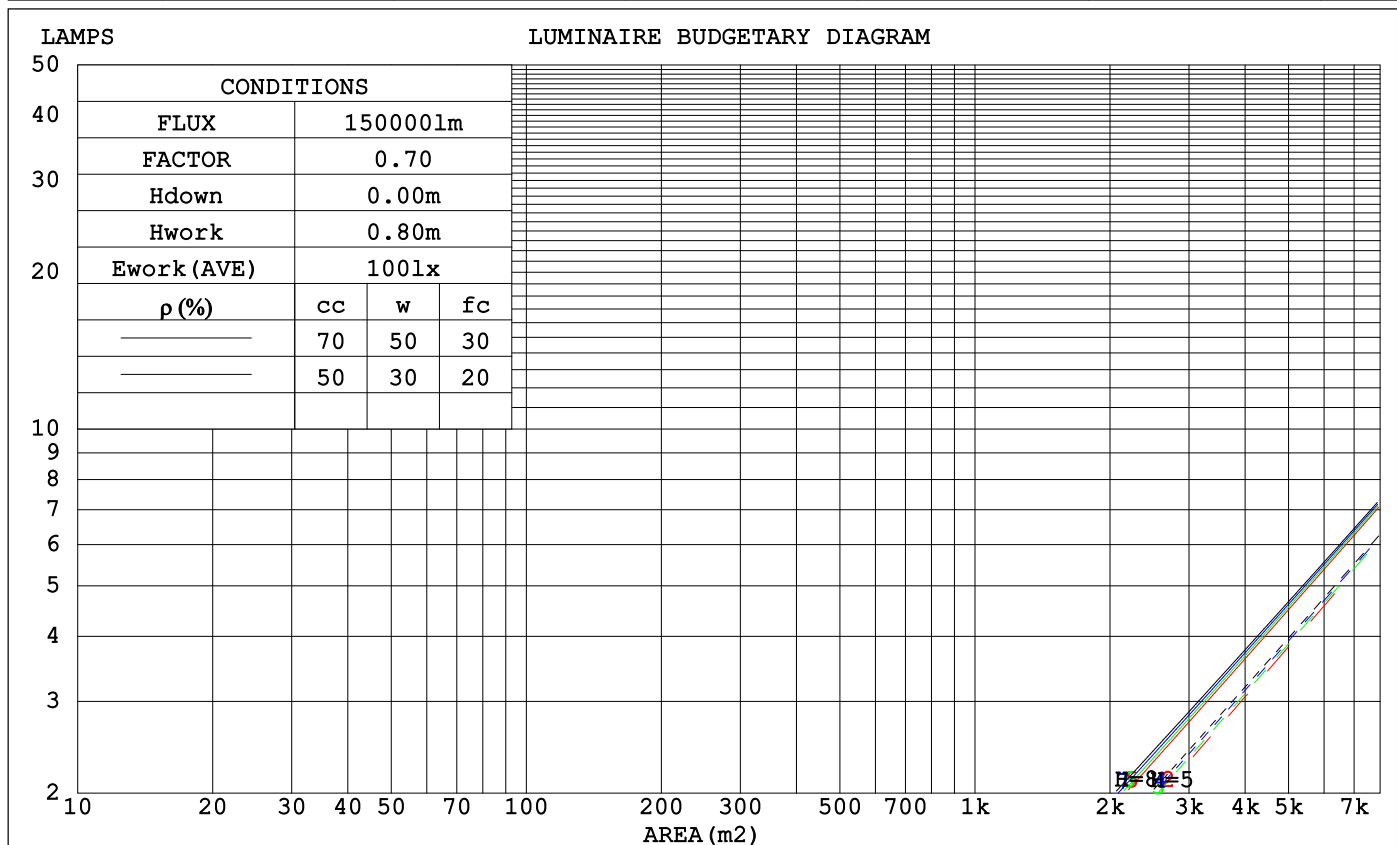 LAMPS
LUMINAIRE BUDGETARY DIAGRAM
50
40
30
20
10
9
8
7
6
5
4
3
2
CONDITIONS
FLUX 150000lm
FACTOR 0.70
Hdown 0.00m
Hwork 0.80m
Ework(AVE) 100lx
ρ(%) cc w fc
70 50 30
50 30 20
10 20 30 40 50 70 100 200 300 500 700 1k 2k 3k 4k 5k 7k
AREA(m2)